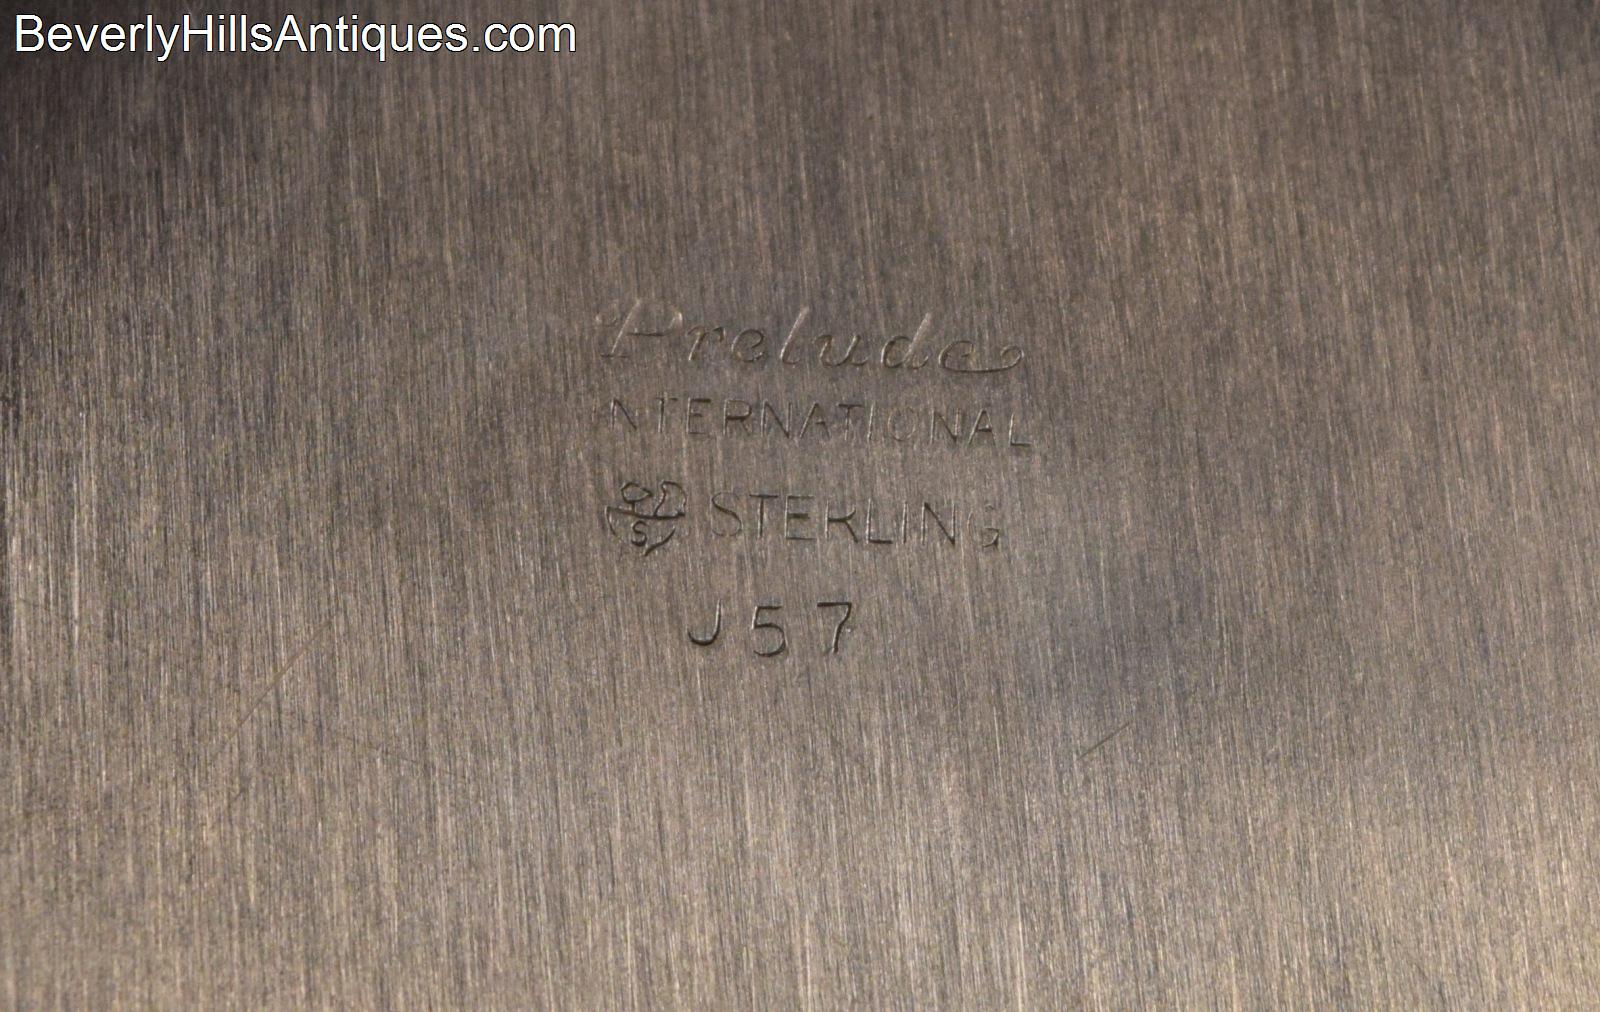 BeverlyHillsAntiques.com
Prelude
INTERNATIONAL
S STERLING
J57